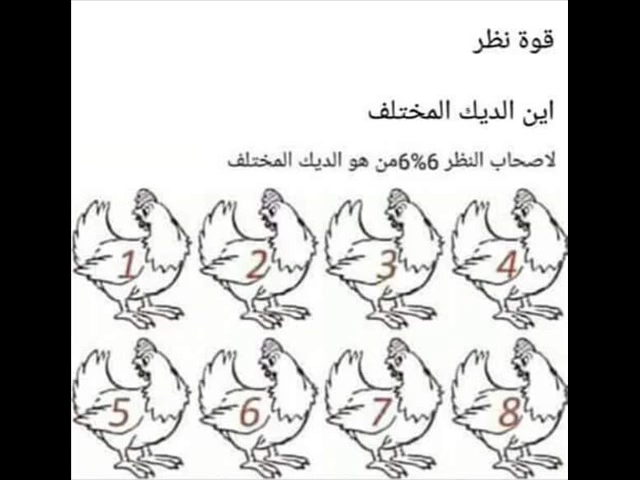 قوة نظر
اين الديك المختلف
لاصحاب النظر 6%6من هو الديك المختلف
1 2 3 4
5 6 7 8